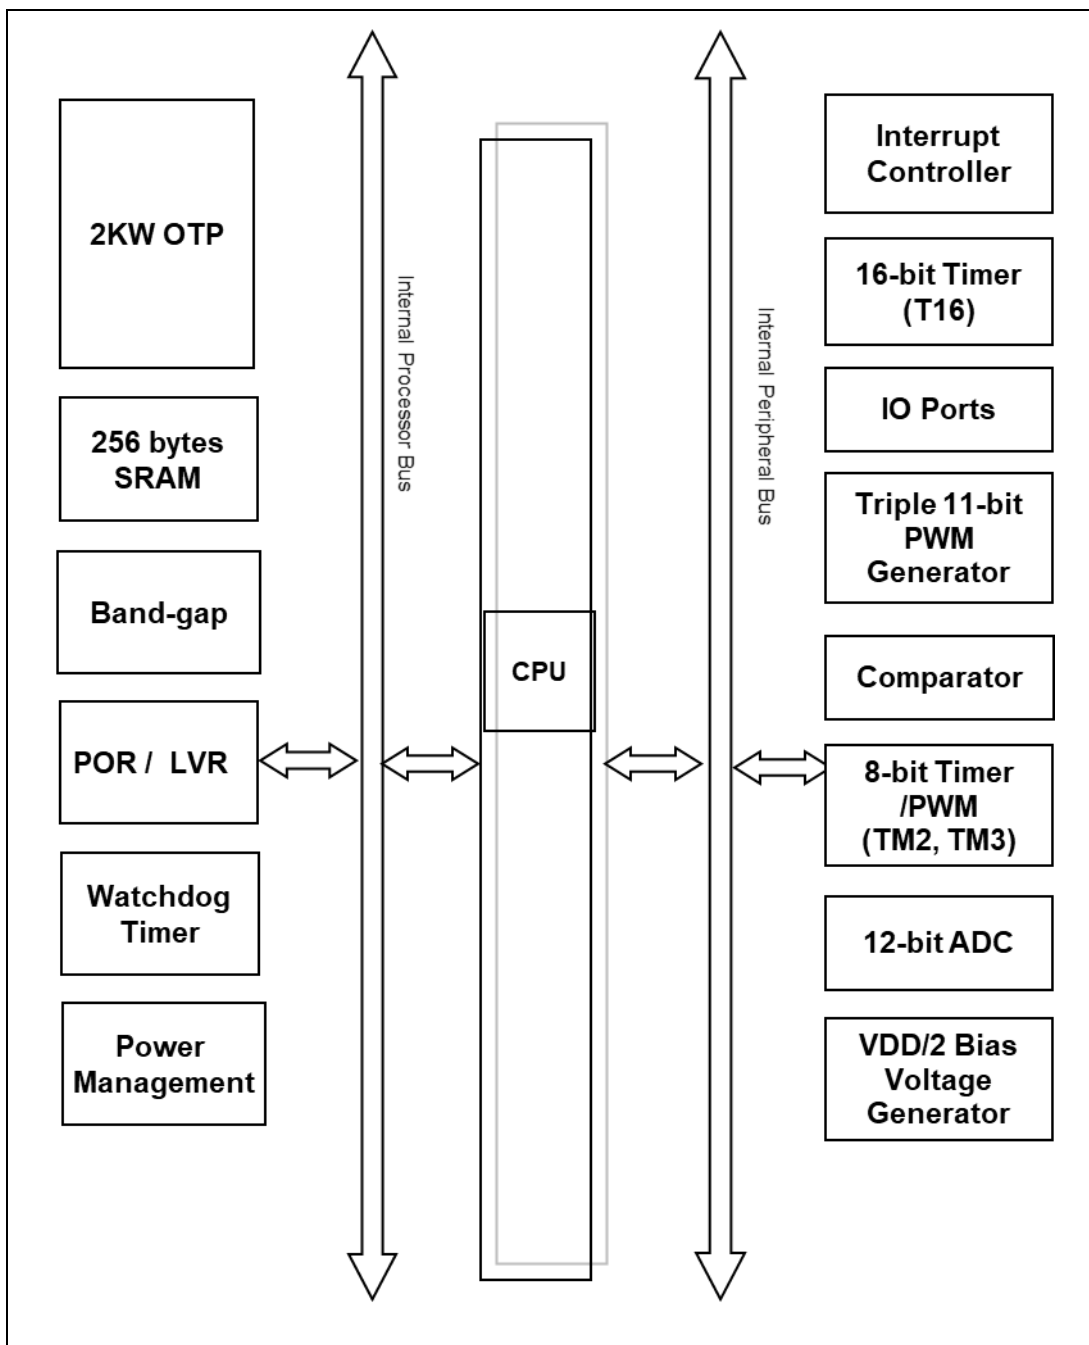 2KW OTP
256 bytes
SRAM
Band-gap
POR / LVR
Watchdog
Timer
Power
Management
Internal Processor Bus
CPU
Internal Peripheral Bus
Interrupt
Controller
16-bit Timer
(T16)
IO Ports
Triple 11-bit
PWM
Generator
Comparator
8-bit Timer
/PWM
(TM2, TM3)
12-bit ADC
VDD/2 Bias
Voltage
Generator